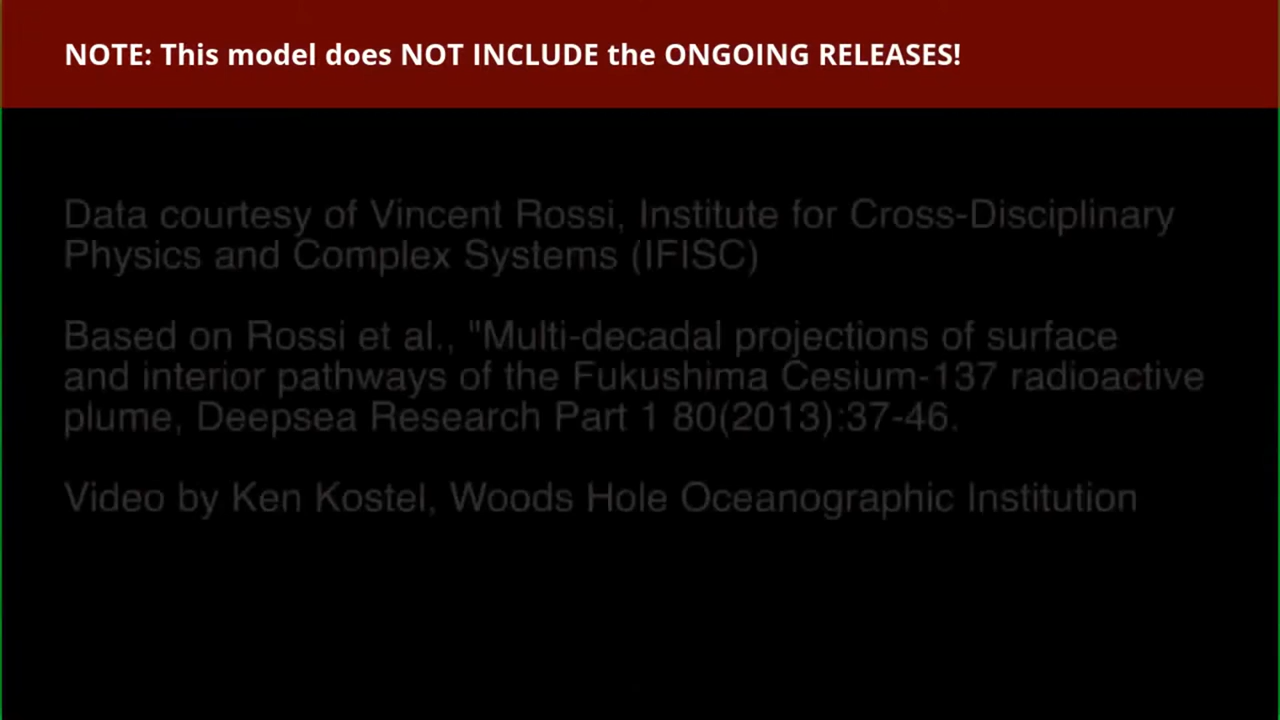 NOTE: This model does NOT INCLUDE the ONGOING RELEASES!
Data courtesy of Vincent Rossi, Institute for Cross-Disciplinary
Physics and Complex Systems (IFISC)
Based on Rossi et al., "Multi-decadal projections of surface
and interior pathways of the Fukushima Cesium-137 radioactive
plume, Deepsea Research Part 1 80(2013):37-46.
Video by Ken Kostel, Woods Hole Oceanographic Institution